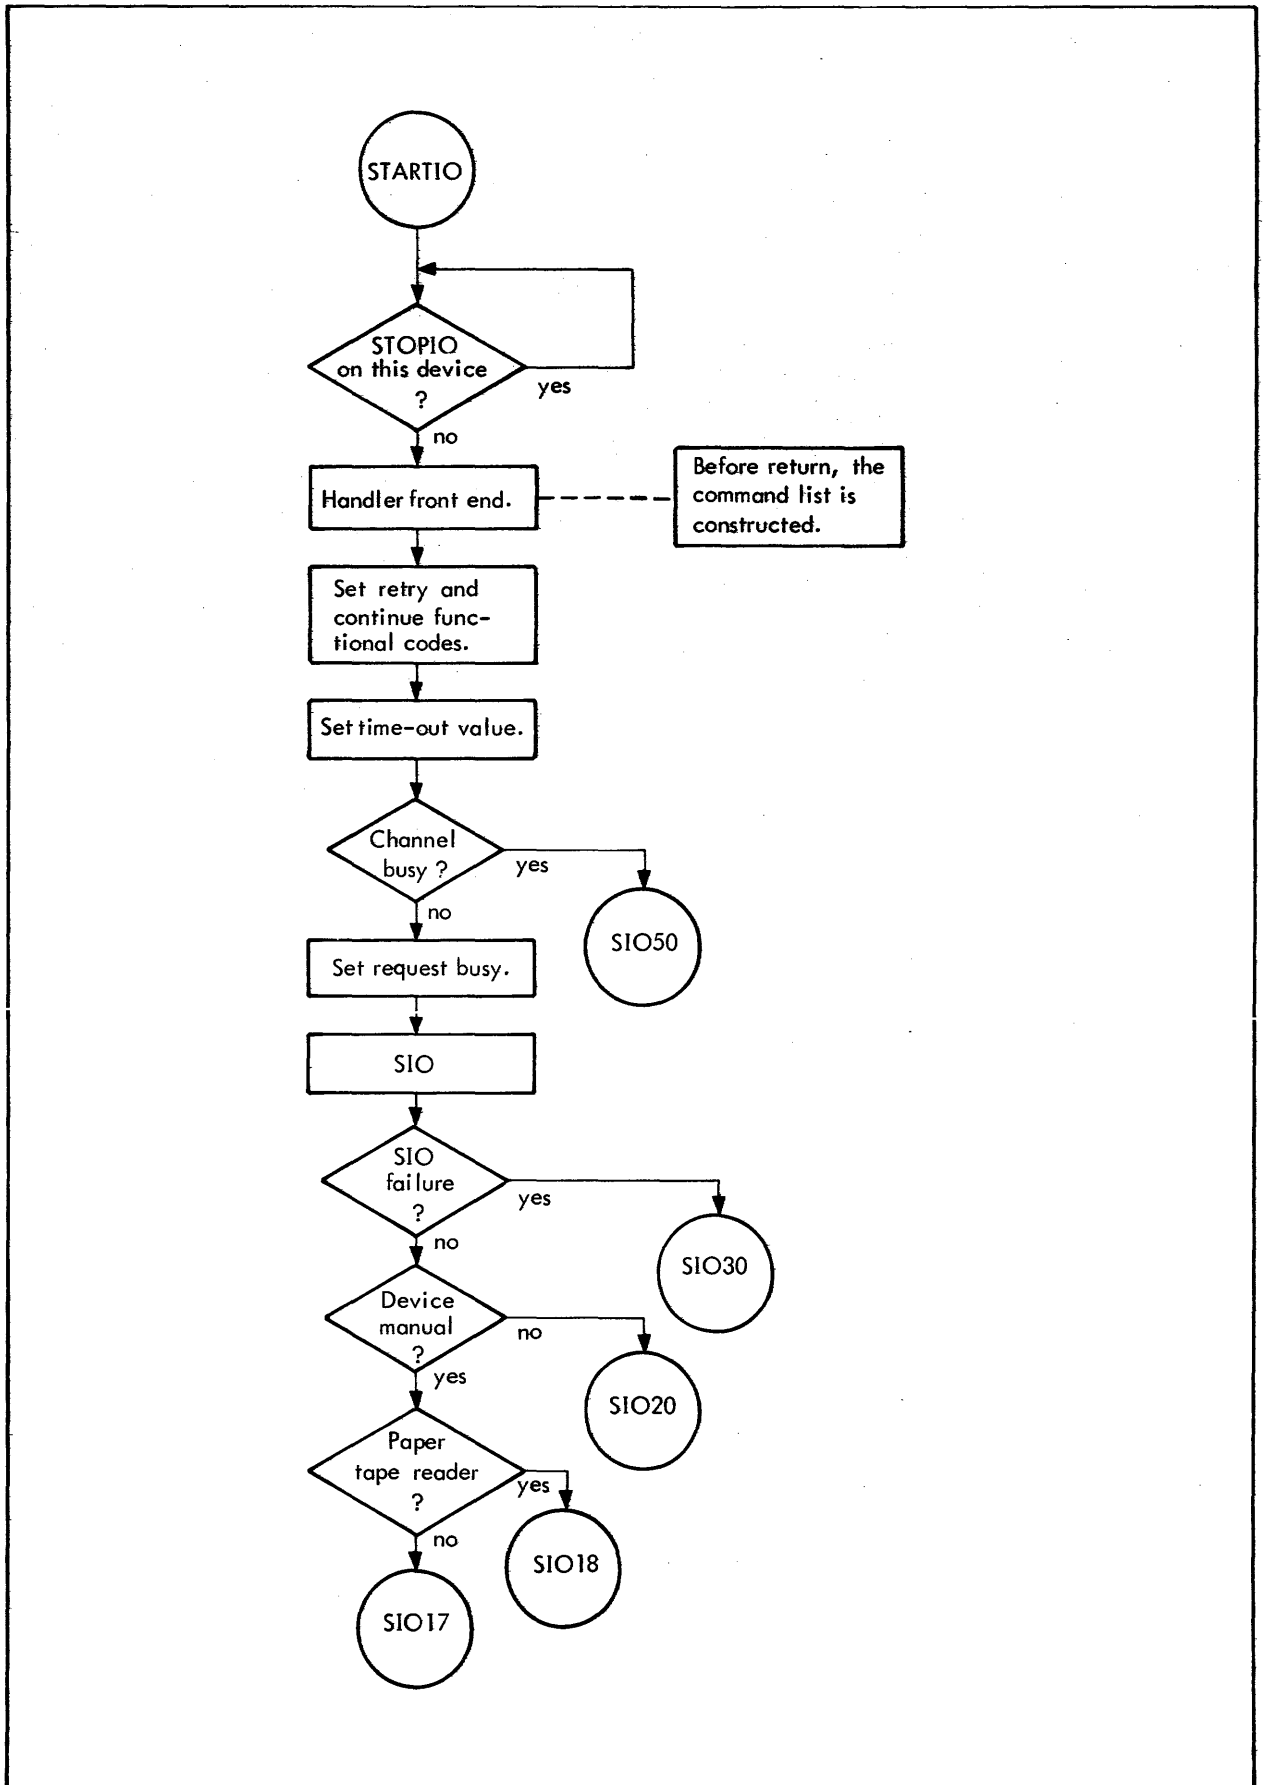 STARTIO
STOPIO
on this device
?
yes
no
Handler front end.
Before return, the
command list is
constructed.
Set retry and
continue func-
tional codes.
Set time-out value.
Channel
busy ?
yes
no
SIO50
Set request busy.
SIO
SIO
failure
?
yes
no
SIO30
Device
manual
?
no
yes
SIO20
Paper
tape reader
?
yes
no
SIO18
SIO17